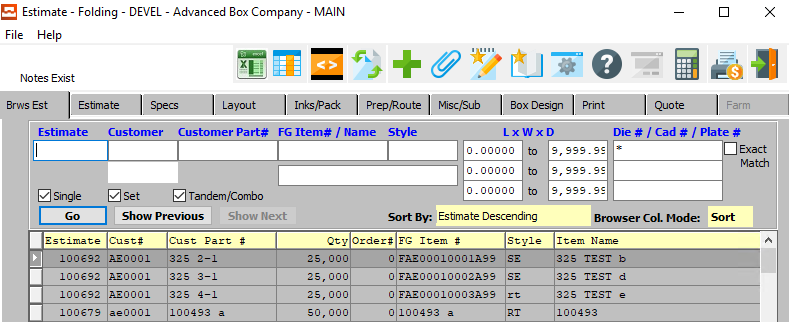 Estimate - Folding - DEVEL - Advanced Box Company - MAIN
File Help
Notes Exist
Brws Est Estimate Specs Layout Inks/Pack Prep/Route Misc/Sub Box Design Print Quote Farm
Estimate Customer Customer Part# FG Item# / Name Style L x W x D Die # / Cad # / Plate #
0.00000 to 9,999.99 * Exact
Match
0.00000 to 9,999.99
0.00000 to 9,999.99
Single Set Tandem/Combo
Go Show Previous Show Next Sort By: Estimate Descending Browser Col. Mode: Sort
Estimate Cust# Cust Part # Qty Order# FG Item # Style Item Name
100692 AE0001 325 2-1 25,000 0 FAE00010001A99 SE 325 TEST b
100692 AE0001 325 3-1 25,000 0 FAE00010002A99 SE 325 TEST d
100692 AE0001 325 4-1 25,000 0 FAE00010003A99 rt 325 TEST e
100679 ae0001 100493 a 50,000 0 100493 a RT 100493